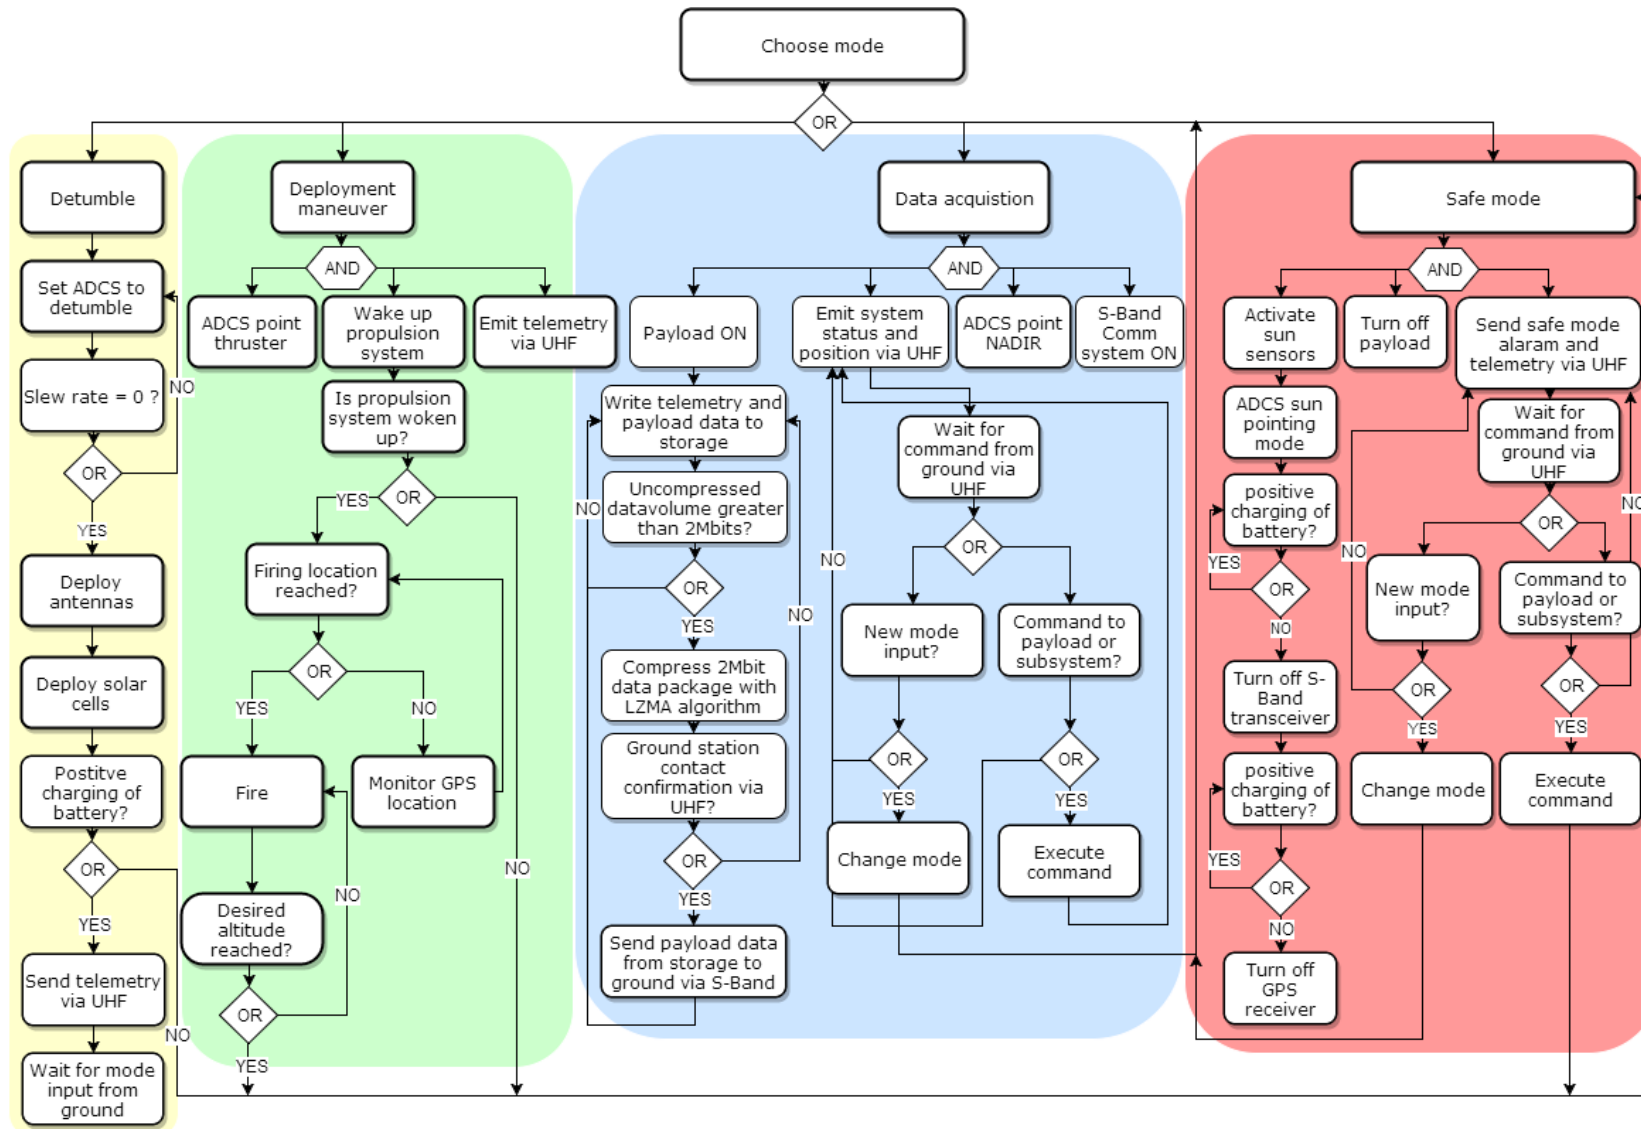 Choose mode
OR
Detumble
Set ADCS to
detumble
NO
Slew rate = 0 ?
OR
YES
Deploy
antennas
Deploy solar
cells
Postitve
charging of
battery?
OR
YES
Send telemetry
via UHF
NO
Wait for mode
input from
ground
Deployment
maneuver
AND
ADCS point
thruster
Wake up
propulsion
system
Emit telemetry
via UHF
Is propulsion
system woken
up?
OR
YES
Firing location
reached?
OR
YES
NO
Fire
Monitor GPS
location
NO
NO
Desired
altitude
reached?
OR
YES
Data acquistion
AND
Payload ON
Emit system
status and
position via UHF
ADCS point
NADIR
S-Band
Comm
system ON
Write telemetry and
payload data to
storage
Uncompressed
datavolume greater
than 2Mbits?
NO
OR
YES
NO
Compress 2Mbit
data package with
LZMA algorithm
Ground station
contact
confirmation via
UHF?
OR
YES
Send payload data
from storage to
ground via S-Band
Wait for
command from
ground via
UHF
OR
NO
New mode
input?
Command to
payload or
subsystem?
OR
OR
YES
YES
Change mode
Execute
command
Safe mode
AND
Activate
sun
sensors
Turn off
payload
Send safe mode
alaram and
telemetry via UHF
ADCS sun
pointing
mode
Wait for
command from
ground via
UHF
positive
charging of
battery?
NO
OR
NO
YES
OR
New mode
input?
Command to
payload or
subsystem?
NO
Turn off S-
Band
transceiver
OR
OR
YES
YES
positive
charging of
battery?
Change mode
Execute
command
YES
OR
NO
Turn off
GPS
receiver